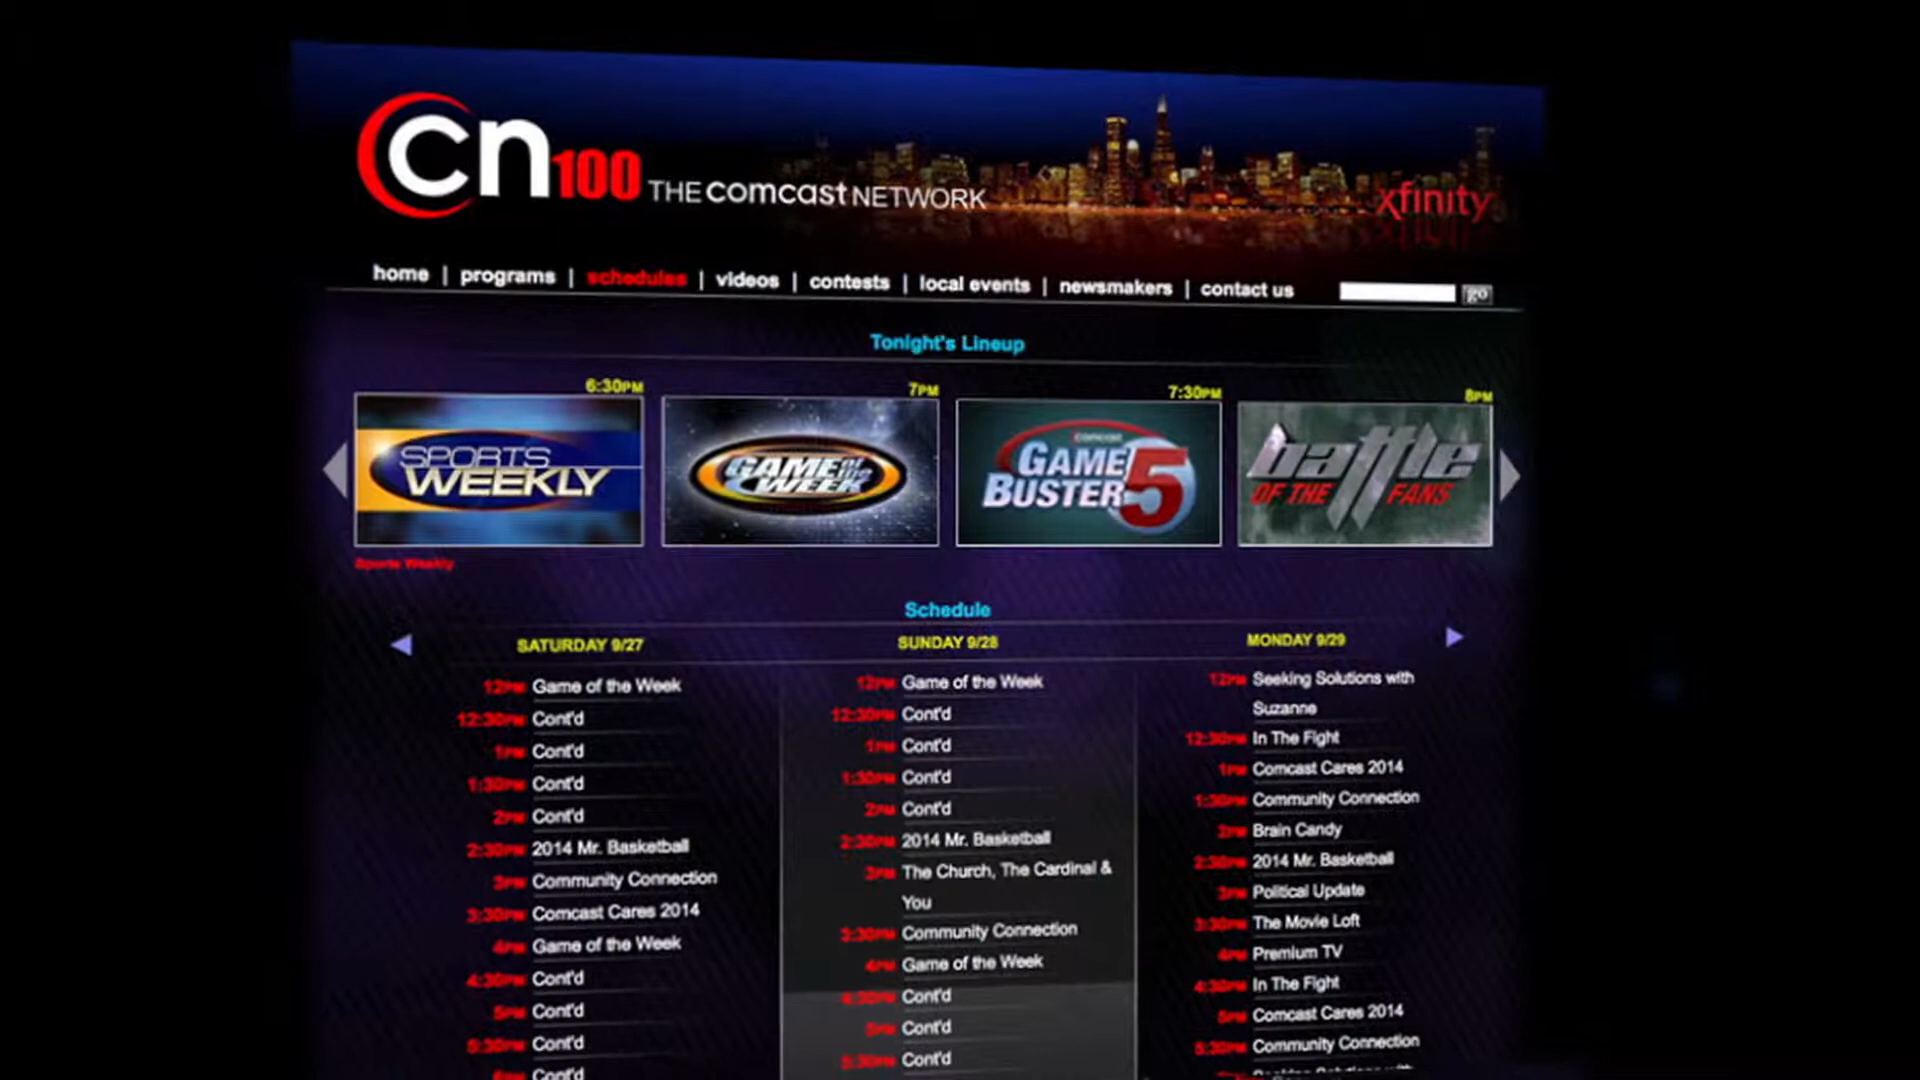 cn100 THE comcast NETWORK
xfinity
home | programs | schedules | videos | contests | local events | newsmakers | contact us
go
Tonight's Lineup
6:30PM
7PM
7:30PM
8PM
SPORTS
WEEKLY
GAME of the
WEEK
comcast
GAME
BUSTER 5
battle
OF THE FANS
Sports Weekly
Schedule
SATURDAY 9/27
12PM Game of the Week
12:30PM Cont'd
1PM Cont'd
1:30PM Cont'd
2PM Cont'd
2:30PM 2014 Mr. Basketball
3PM Community Connection
3:30PM Comcast Cares 2014
4PM Game of the Week
4:30PM Cont'd
5PM Cont'd
5:30PM Cont'd
6PM Cont'd
SUNDAY 9/28
12PM Game of the Week
12:30PM Cont'd
1PM Cont'd
1:30PM Cont'd
2PM Cont'd
2:30PM 2014 Mr. Basketball
3PM The Church, The Cardinal &
You
3:30PM Community Connection
4PM Game of the Week
4:30PM Cont'd
5PM Cont'd
5:30PM Cont'd
MONDAY 9/29
12PM Seeking Solutions with
Suzanne
12:30PM In The Fight
1PM Comcast Cares 2014
1:30PM Community Connection
2PM Brain Candy
2:30PM 2014 Mr. Basketball
3PM Political Update
3:30PM The Movie Loft
4PM Premium TV
4:30PM In The Fight
5PM Comcast Cares 2014
5:30PM Community Connection
Seeking Solutions with